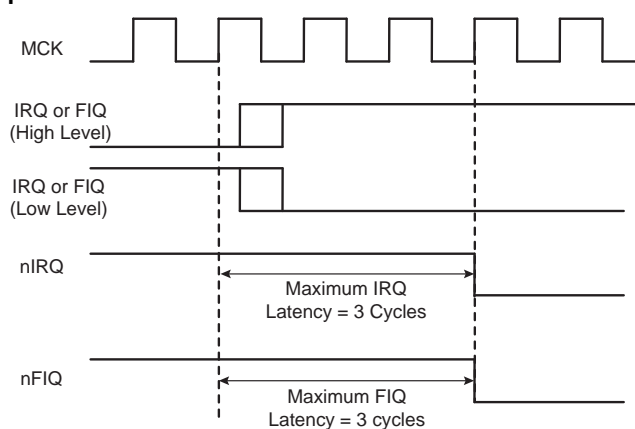 MCK
IRQ or FIQ
(High Level)
IRQ or FIQ
(Low Level)
nIRQ
Maximum IRQ
Latency = 3 Cycles
nFIQ
Maximum FIQ
Latency = 3 cycles